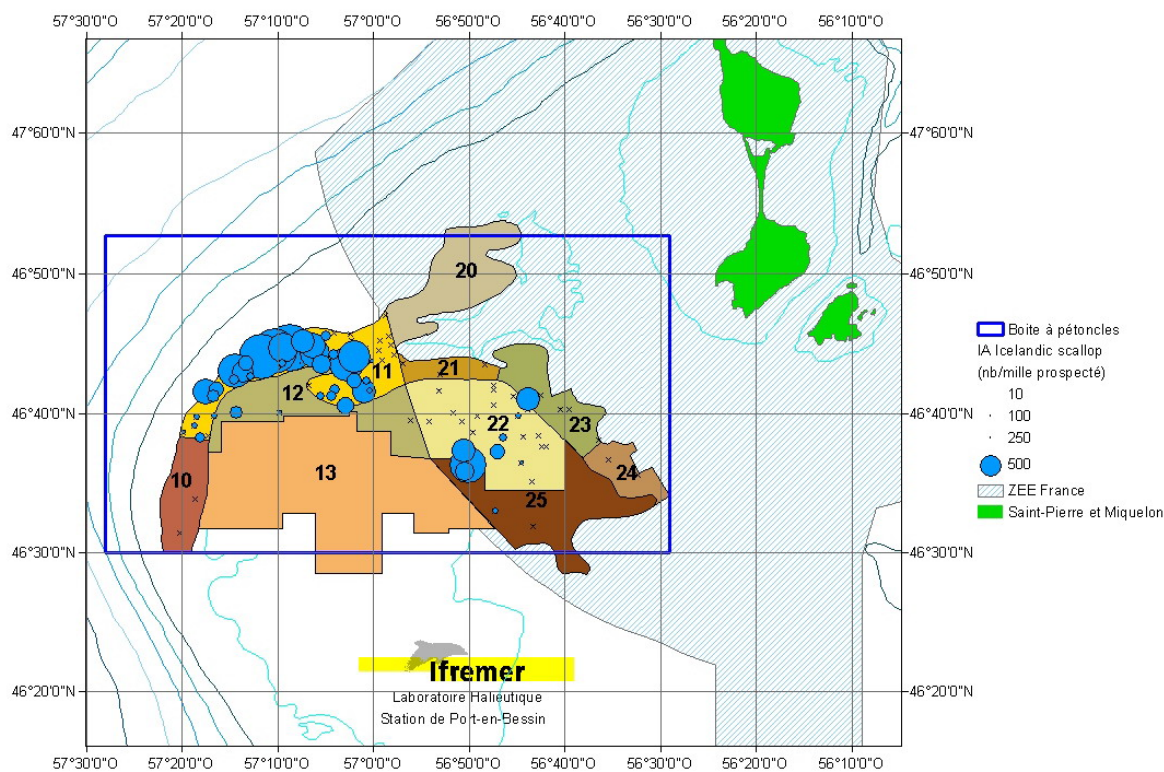 57°30'0"W 57°20'0"W 57°10'0"W 57°00'0"W 56°50'0"W 56°40'0"W 56°30'0"W 56°20'0"W 56°10'0"W
47°60'0"N 47°60'0"N
20
46°50'0"N 46°50'0"N
Boite à pétoncles
IA Icelandic scallop
(nb/mille prospecté)
11 21
10
12
46°40'0"N 46°40'0"N
100
22 23
250
13
24
10
500
25
ZEE France
Saint-Pierre et Miquelon
46°30'0"N 46°30'0"N
Ifremer
46°20'0"N 46°20'0"N
Laboratoire Halieutique
Station de Port-en-Bessin
57°30'0"W 57°20'0"W 57°10'0"W 57°00'0"W 56°50'0"W 56°40'0"W 56°30'0"W 56°20'0"W 56°10'0"W